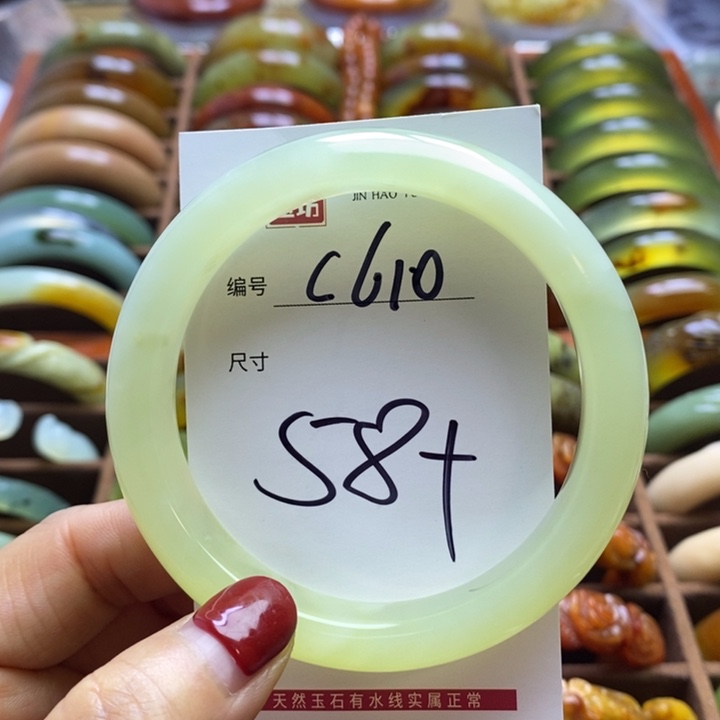 JIN HAO
坊
编号 C610
尺寸
58+
天然玉石有水线实属正常